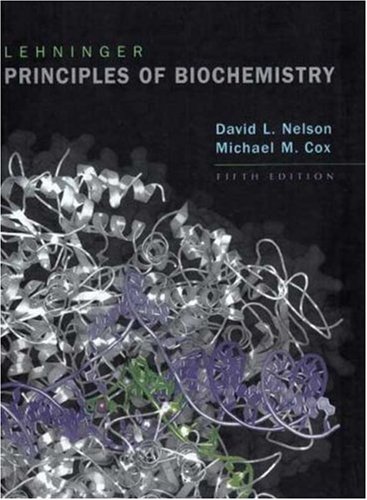 LEHNINGER
PRINCIPLES OF BIOCHEMISTRY
David L. Nelson
Michael M. Cox
FIFTH EDITION